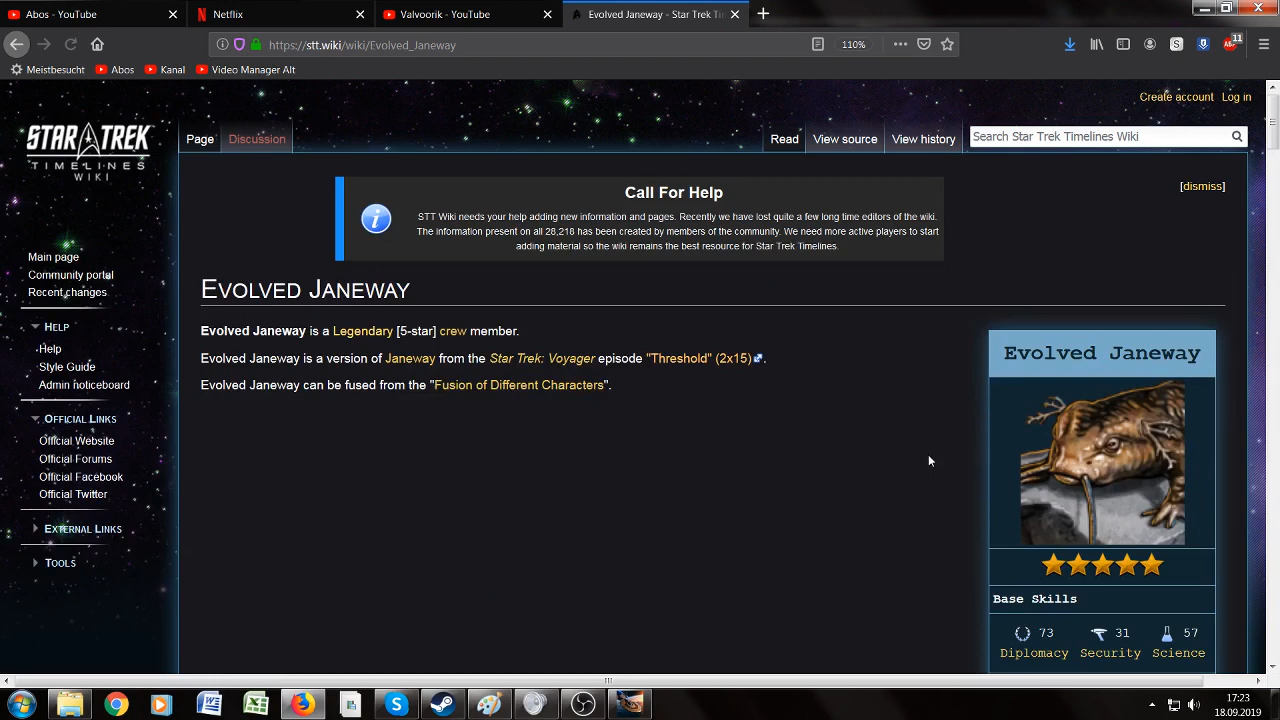 Abos - YouTube
Netflix
Valvoorik - YouTube
Evolved Janeway - Star Trek Ti
https://stt.wiki/wiki/Evolved_Janeway
110%
11
Meistbesucht
Abos
Kanal
Video Manager Alt
Create account
Log in
STAR TREK
TIMELINES
WIKI
Page
Discussion
Read
View source
View history
Search Star Trek Timelines Wiki
[dismiss]
Call For Help
STT Wiki needs your help adding new information and pages. Recently we have lost quite a few long time editors of the wiki.
The information present on all 28,218 has been created by members of the community. We need more active players to start
adding material so the wiki remains the best resource for Star Trek Timelines.
Main page
Community portal
Recent changes
Help
Help
Style Guide
Admin noticeboard
Official Links
Official Website
Official Forums
Official Facebook
Official Twitter
External Links
Tools
Evolved Janeway
Evolved Janeway is a Legendary [5-star] crew member.
Evolved Janeway is a version of Janeway from the Star Trek: Voyager episode "Threshold" (2x15).
Evolved Janeway can be fused from the "Fusion of Different Characters".
Evolved Janeway
Base Skills
73
31
57
Diplomacy
Security
Science
17:23
18.09.2019